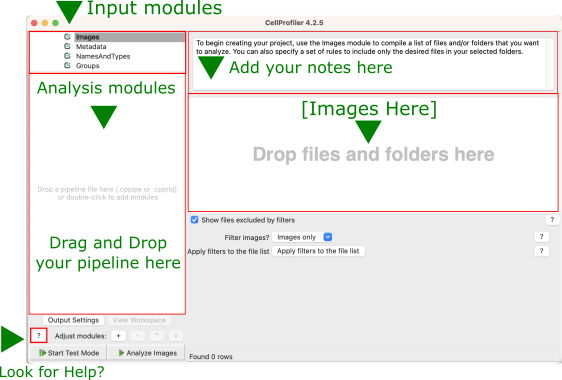 Input modules
CellProfiler 4.2.5
Images
Metadata
NamesAndTypes
Groups
To begin creating your project, use the Images module to compile a list of files and/or folders that you want
to analyze. You can also specify a set of rules to include only the desired files in your selected folders.
Add your notes here
Analysis modules
[Images Here]
Drop files and folders here
Drop a pipeline file here (.cppipe or .cpproj)
or double-click to add modules
Drag and Drop
your pipeline here
Show files excluded by filters
?
Filter images? Images only
?
Apply filters to the file list Apply filters to the file list
?
Output Settings View Workspace
? Adjust modules: + - ^ v
Start Test Mode Analyze Images
Found 0 rows
Look for Help?